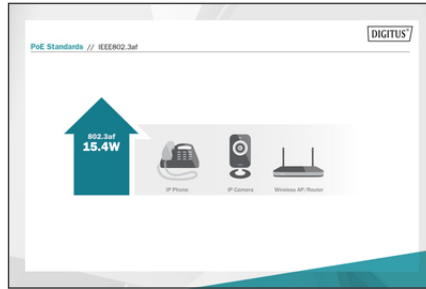 DIGITUS®
PoE Standards // IEEE802.3af
802.3af
15.4W
IP Phone
IP Camera
Wireless AP/Router